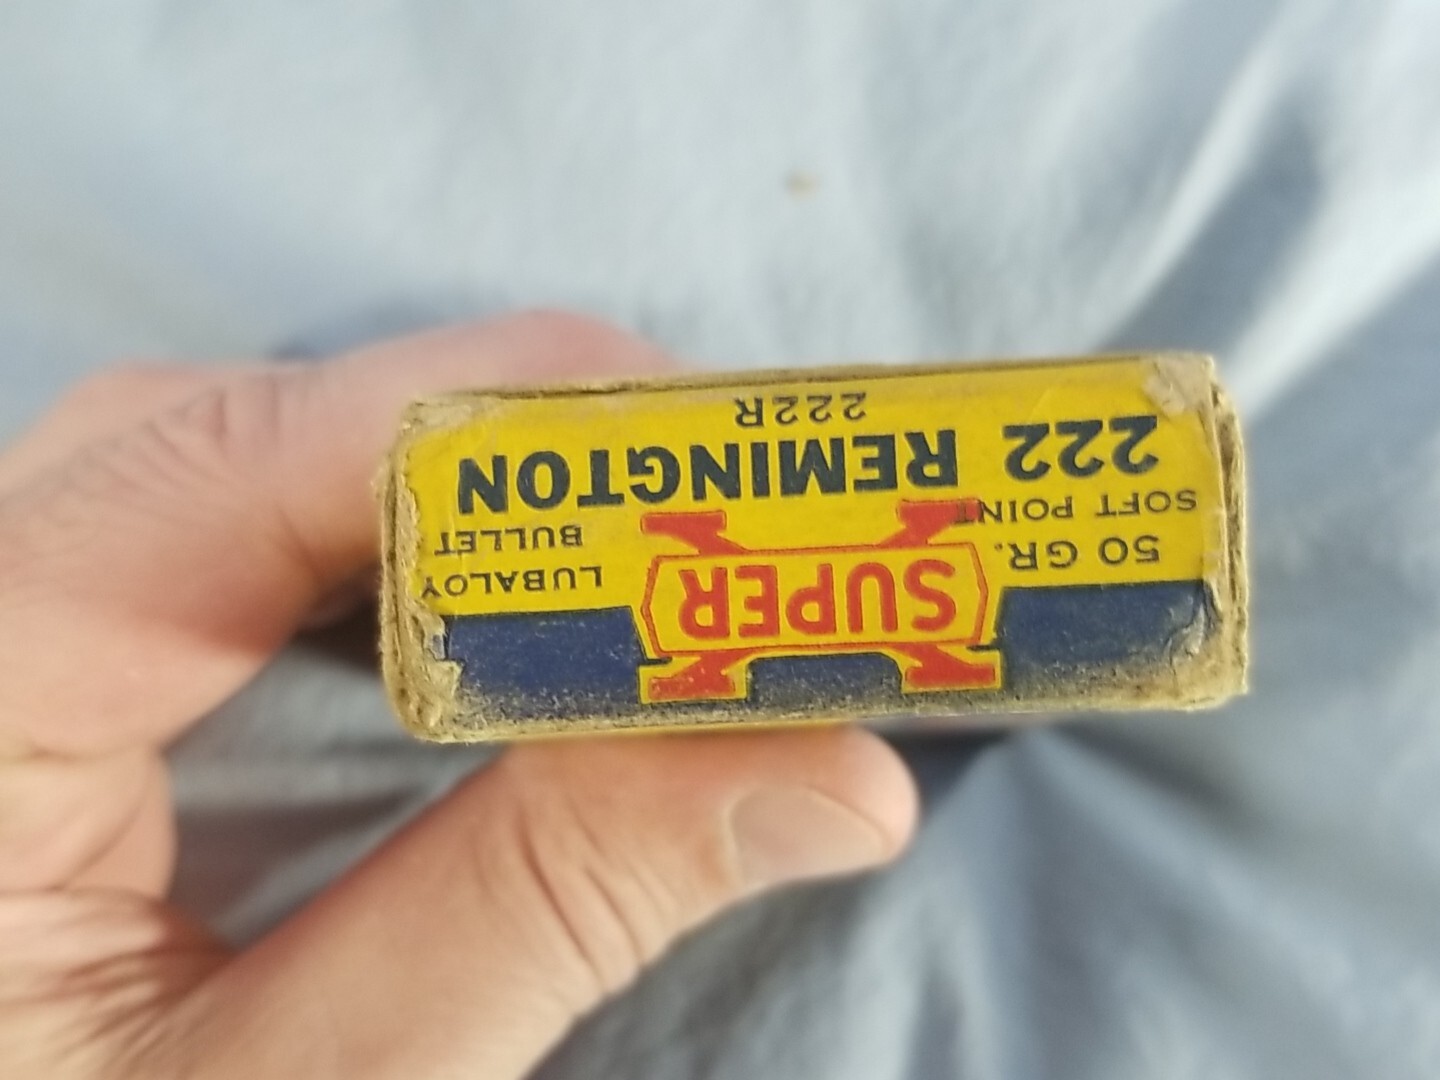 SUPER
50 GR.
SOFT POINT
LUBALOY
BULLET
222 REMINGTON
222R